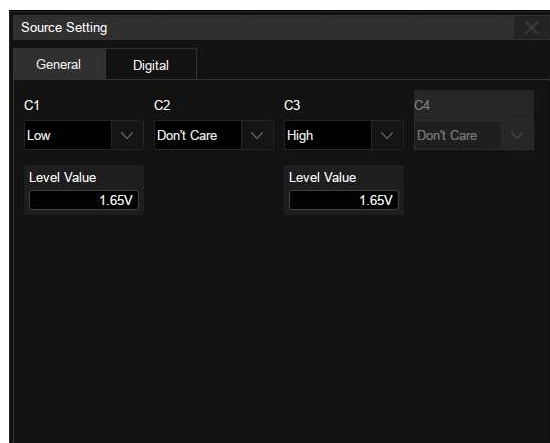 Source Setting
General Digital
C1 C2 C3 C4
Low Don't Care High Don't Care
Level Value Level Value
1.65V 1.65V